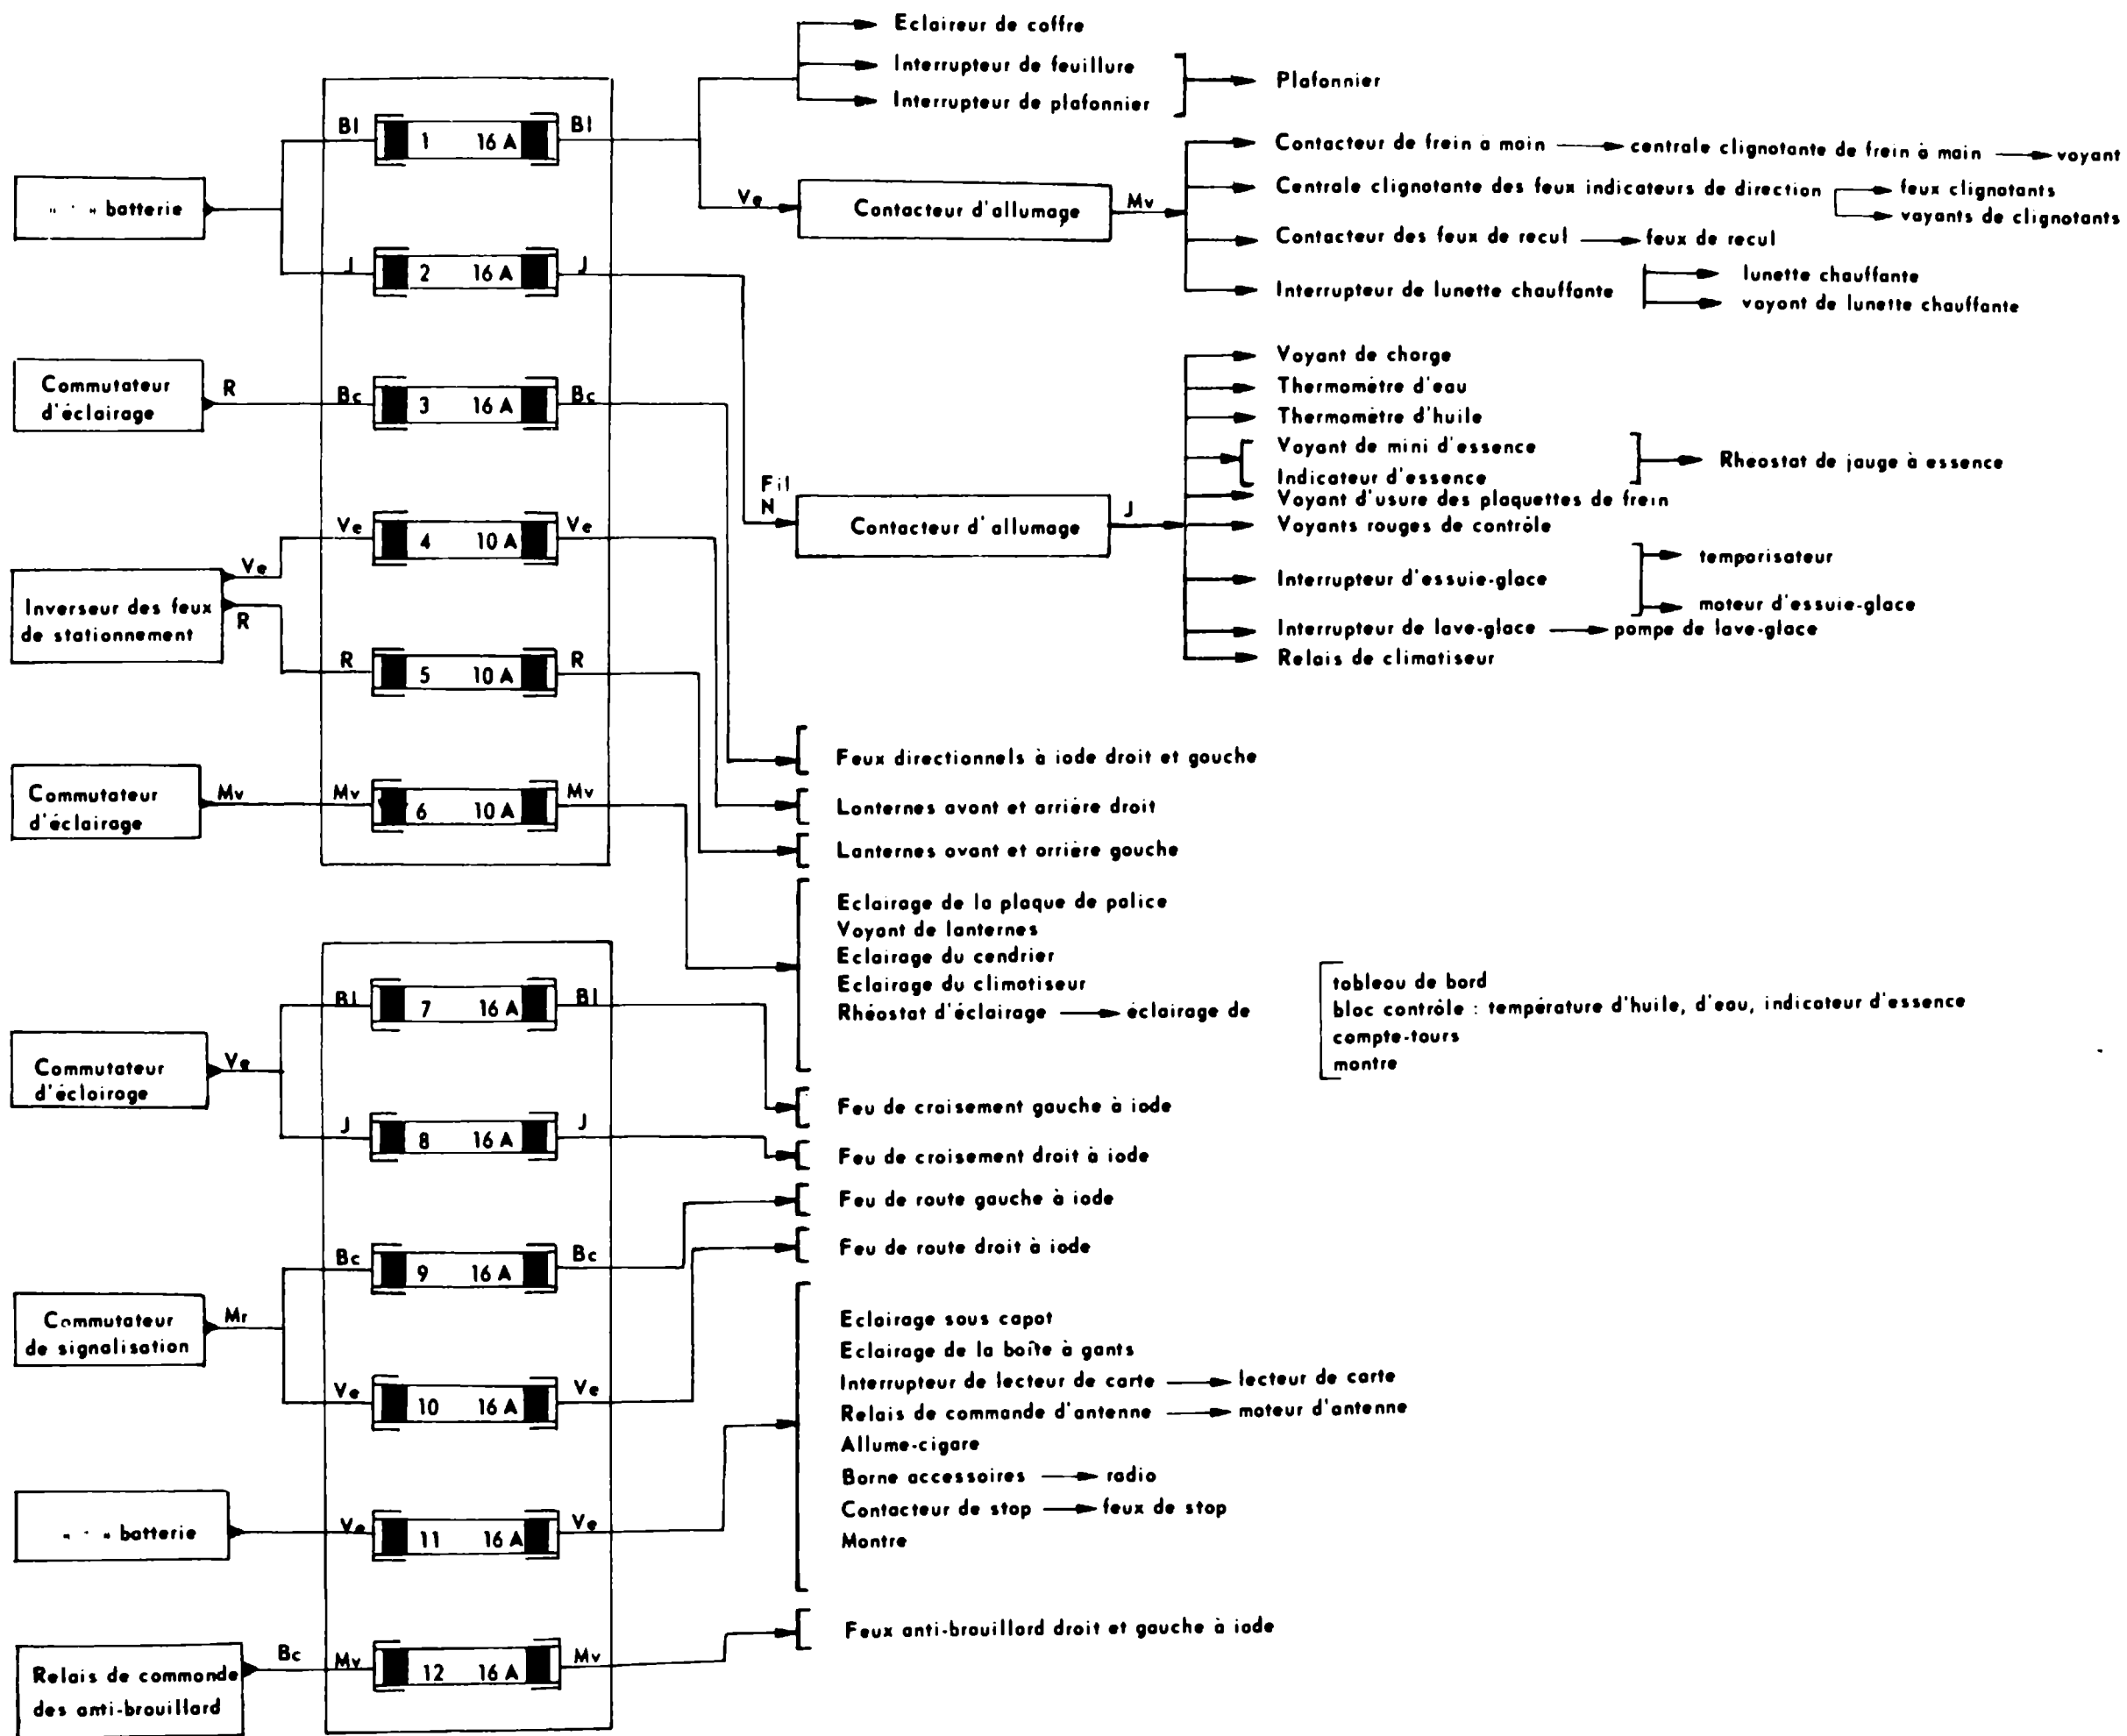 Eclaireur de coffre
Interrupteur de feuillure
Interrupteur de plafonnier
Plafonnier
Bl 1 16 A Bl
batterie
Ve Contacteur d'allumage Mv
Contacteur de frein à main centrale clignotante de frein à main voyant
Centrale clignotante des feux indicateurs de direction feux clignotants
voyants de clignotants
Contacteur des feux de recul feux de recul
Interrupteur de lunette chauffante lunette chauffante
voyant de lunette chauffante
J 2 16 A J
Commutateur
d'éclairage
R Bc 3 16 A Bc
Voyant de charge
Thermomètre d'eau
Thermomètre d'huile
Voyant de mini d'essence
Indicateur d'essence
Rheostat de jauge à essence
Voyant d'usure des plaquettes de frein
Voyants rouges de contrôle
Fil
N
Contacteur d'allumage J
Interrupteur d'essuie-glace temporisateur
moteur d'essuie-glace
Interrupteur de lave-glace pompe de lave-glace
Relais de climatiseur
Ve Ve 4 10 A Ve
Inverseur des feux
de stationnement
R R 5 10 A R
Feux directionnels à iode droit et gauche
Commutateur
d'éclairage
Mv Mv 6 10 A Mv
Lanternes avant et arrière droit
Lanternes avant et arrière gauche
Eclairage de la plaque de police
Voyant de lanternes
Eclairage du cendrier
Eclairage du climatiseur
Rhéostat d'éclairage éclairage de
tableau de bord
bloc contrôle : température d'huile, d'eau, indicateur d'essence
compte-tours
montre
Bl 7 16 A Bl
Commutateur
d'éclairage
Ve
J 8 16 A J
Feu de croisement gauche à iode
Feu de croisement droit à iode
Feu de route gauche à iode
Feu de route droit à iode
Bc 9 16 A Bc
Commutateur
de signalisation
Mr
Ve 10 16 A Ve
Eclairage sous capot
Eclairage de la boîte à gants
Interrupteur de lecteur de carte lecteur de carte
Relais de commande d'antenne moteur d'antenne
Allume-cigare
Borne accessoires radio
Contacteur de stop feux de stop
Montre
batterie
Ve 11 16 A Ve
Feux anti-brouillard droit et gauche à iode
Relais de commande
des anti-brouillard
Bc Mv 12 16 A Mv